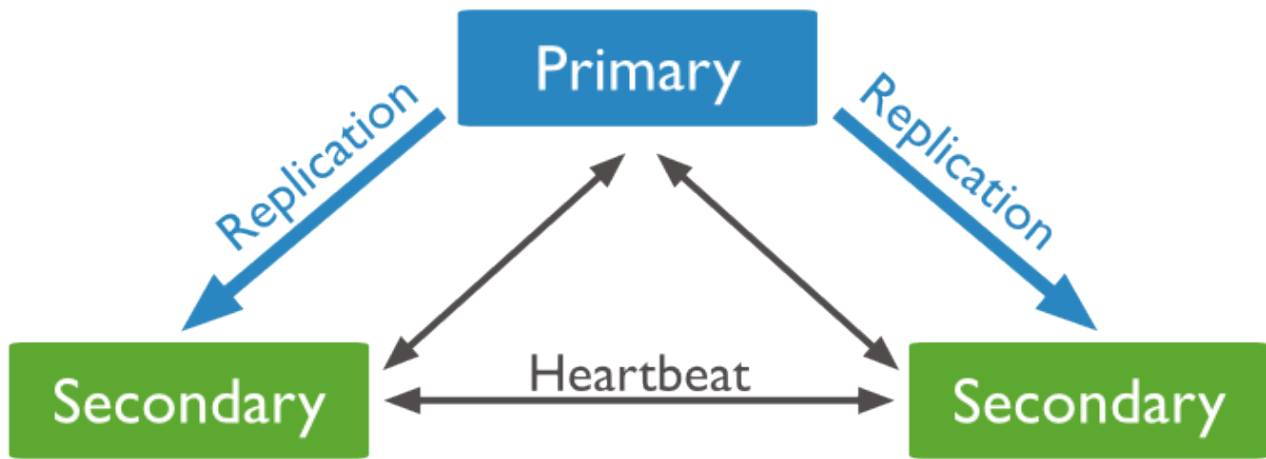 Primary
Replication
Replication
Heartbeat
Secondary
Secondary